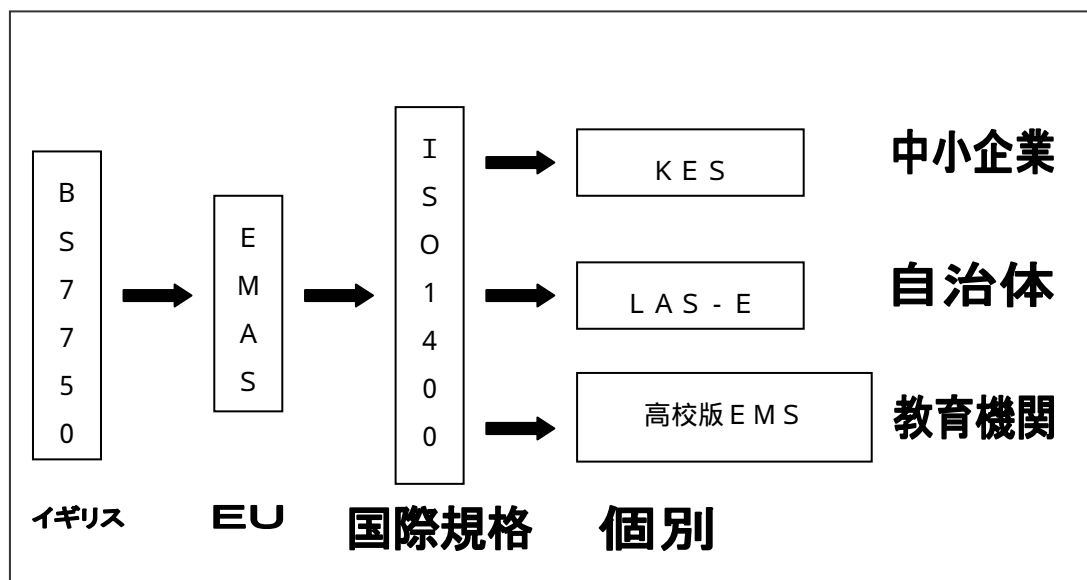 BS7750
EMAS
ISO1400
KES
LAS-E
高校版EMS
中小企業
自治体
教育機関
イギリス
EU
国際規格
個別